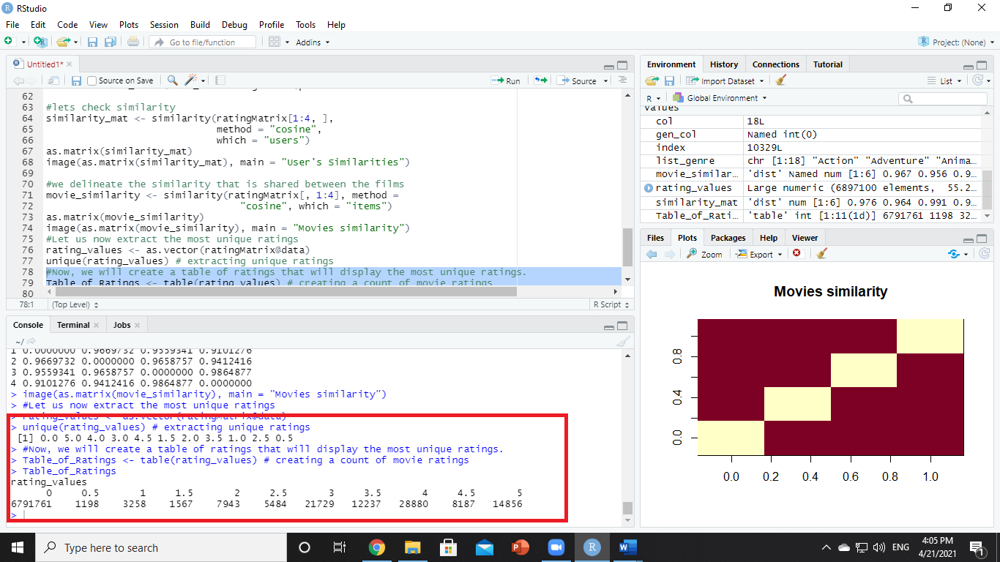 RStudio
File Edit Code View Plots Session Build Debug Profile Tools Help
Go to file/function Addins Project: (None)
Untitled1*
Source on Save Run Source
62
63 #lets check similarity
64 similarity_mat <- similarity(ratingMatrix[1:4, ],
65 method = "cosine",
66 which = "users")
67 as.matrix(similarity_mat)
68 image(as.matrix(similarity_mat), main = "User's Similarities")
69
70 #we delineate the similarity that is shared between the films
71 movie_similarity <- similarity(ratingMatrix[, 1:4], method =
72 "cosine", which = "items")
73 as.matrix(movie_similarity)
74 image(as.matrix(movie_similarity), main = "Movies similarity")
75 #Let us now extract the most unique ratings
76 rating_values <- as.vector(ratingMatrix@data)
77 unique(rating_values) # extracting unique ratings
78 #Now, we will create a table of ratings that will display the most unique ratings.
79 Table_of_Ratings <- table(rating_values) # creating a count of movie ratings
80
78:1 (Top Level) R Script
Console Terminal Jobs
~/
1 0.0000000 0.9669732 0.9559341 0.9101276
2 0.9669732 0.0000000 0.9658757 0.9412416
3 0.9559341 0.9658757 0.0000000 0.9864877
4 0.9101276 0.9412416 0.9864877 0.0000000
> image(as.matrix(movie_similarity), main = "Movies similarity")
> #Let us now extract the most unique ratings
> rating_values <- as.vector(ratingMatrix@data)
> unique(rating_values) # extracting unique ratings
[1] 0.0 5.0 4.0 3.0 4.5 1.5 2.0 3.5 1.0 2.5 0.5
> #Now, we will create a table of ratings that will display the most unique ratings.
> Table_of_Ratings <- table(rating_values) # creating a count of movie ratings
> Table_of_Ratings
rating_values
0 0.5 1 1.5 2 2.5 3 3.5 4 4.5 5
6791761 1198 3258 1567 7943 5484 21729 12237 28880 8187 14856
>
Environment History Connections Tutorial
Import Dataset List
R Global Environment
Values
col 18L
gen_col Named int(0)
index 10329L
list_genre chr [1:18] "Action" "Adventure" "Anima…
movie_similar… 'dist' Named num [1:6] 0.967 0.956 0.9…
rating_values Large numeric (6897100 elements, 55.2…
similarity_mat 'dist' num [1:6] 0.976 0.964 0.991 0.9…
Table_of_Rati… 'table' int [1:11(1d)] 6791761 1198 32…
Files Plots Packages Help Viewer
Zoom Export
Movies similarity
0.8
0.4
0.0
0.0 0.2 0.4 0.6 0.8 1.0
Type here to search
ENG
4:05 PM
4/21/2021
1